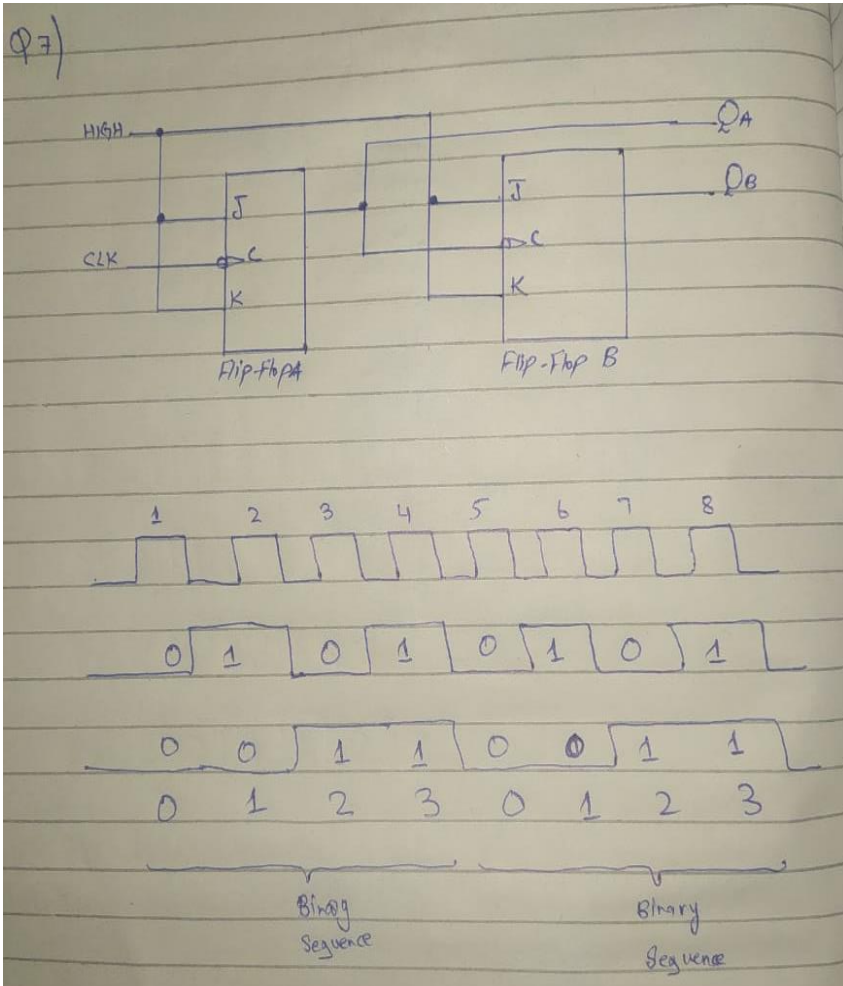 Q7)
HIGH QA
J J QB
CLK C C
K K
Flip-FlopA Flip-Flop B
1 2 3 4 5 6 7 8
0 1 0 1 0 1 0 1
0 0 1 1 0 0 1 1
0 1 2 3 0 1 2 3
Binary Binary
Sequence Sequence